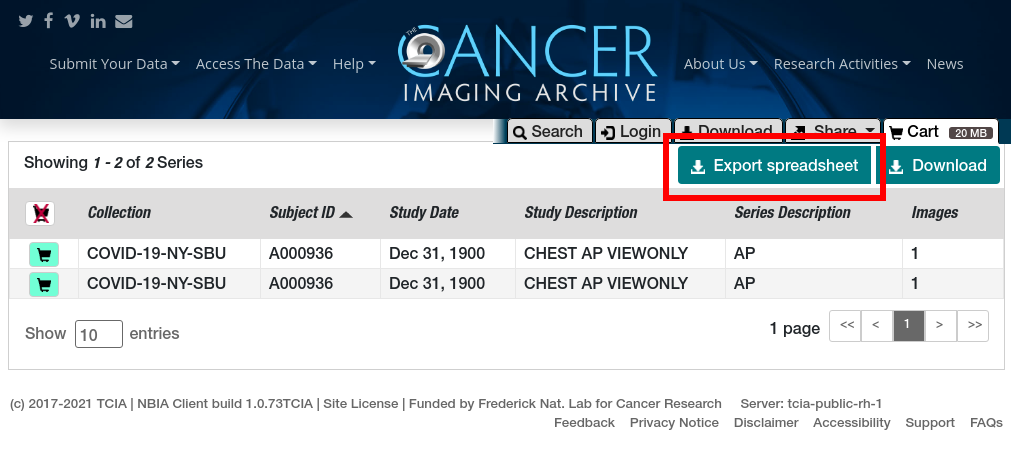 Submit Your Data Access The Data Help THE CANCER IMAGING ARCHIVE About Us Research Activities News
Search Login Download Share Cart 20 MB
Showing 1 - 2 of 2 Series Export spreadsheet Download
Collection Subject ID Study Date Study Description Series Description Images
COVID-19-NY-SBU A000936 Dec 31, 1900 CHEST AP VIEWONLY AP 1
COVID-19-NY-SBU A000936 Dec 31, 1900 CHEST AP VIEWONLY AP 1
Show 10 entries 1 page << < 1 > >>
(c) 2017-2021 TCIA | NBIA Client build 1.0.73TCIA | Site License | Funded by Frederick Nat. Lab for Cancer Research Server: tcia-public-rh-1
Feedback Privacy Notice Disclaimer Accessibility Support FAQs